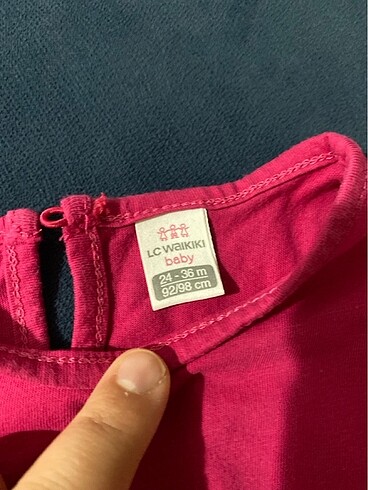 LC WAIKIKI
baby
24 - 36 m
92/98 cm